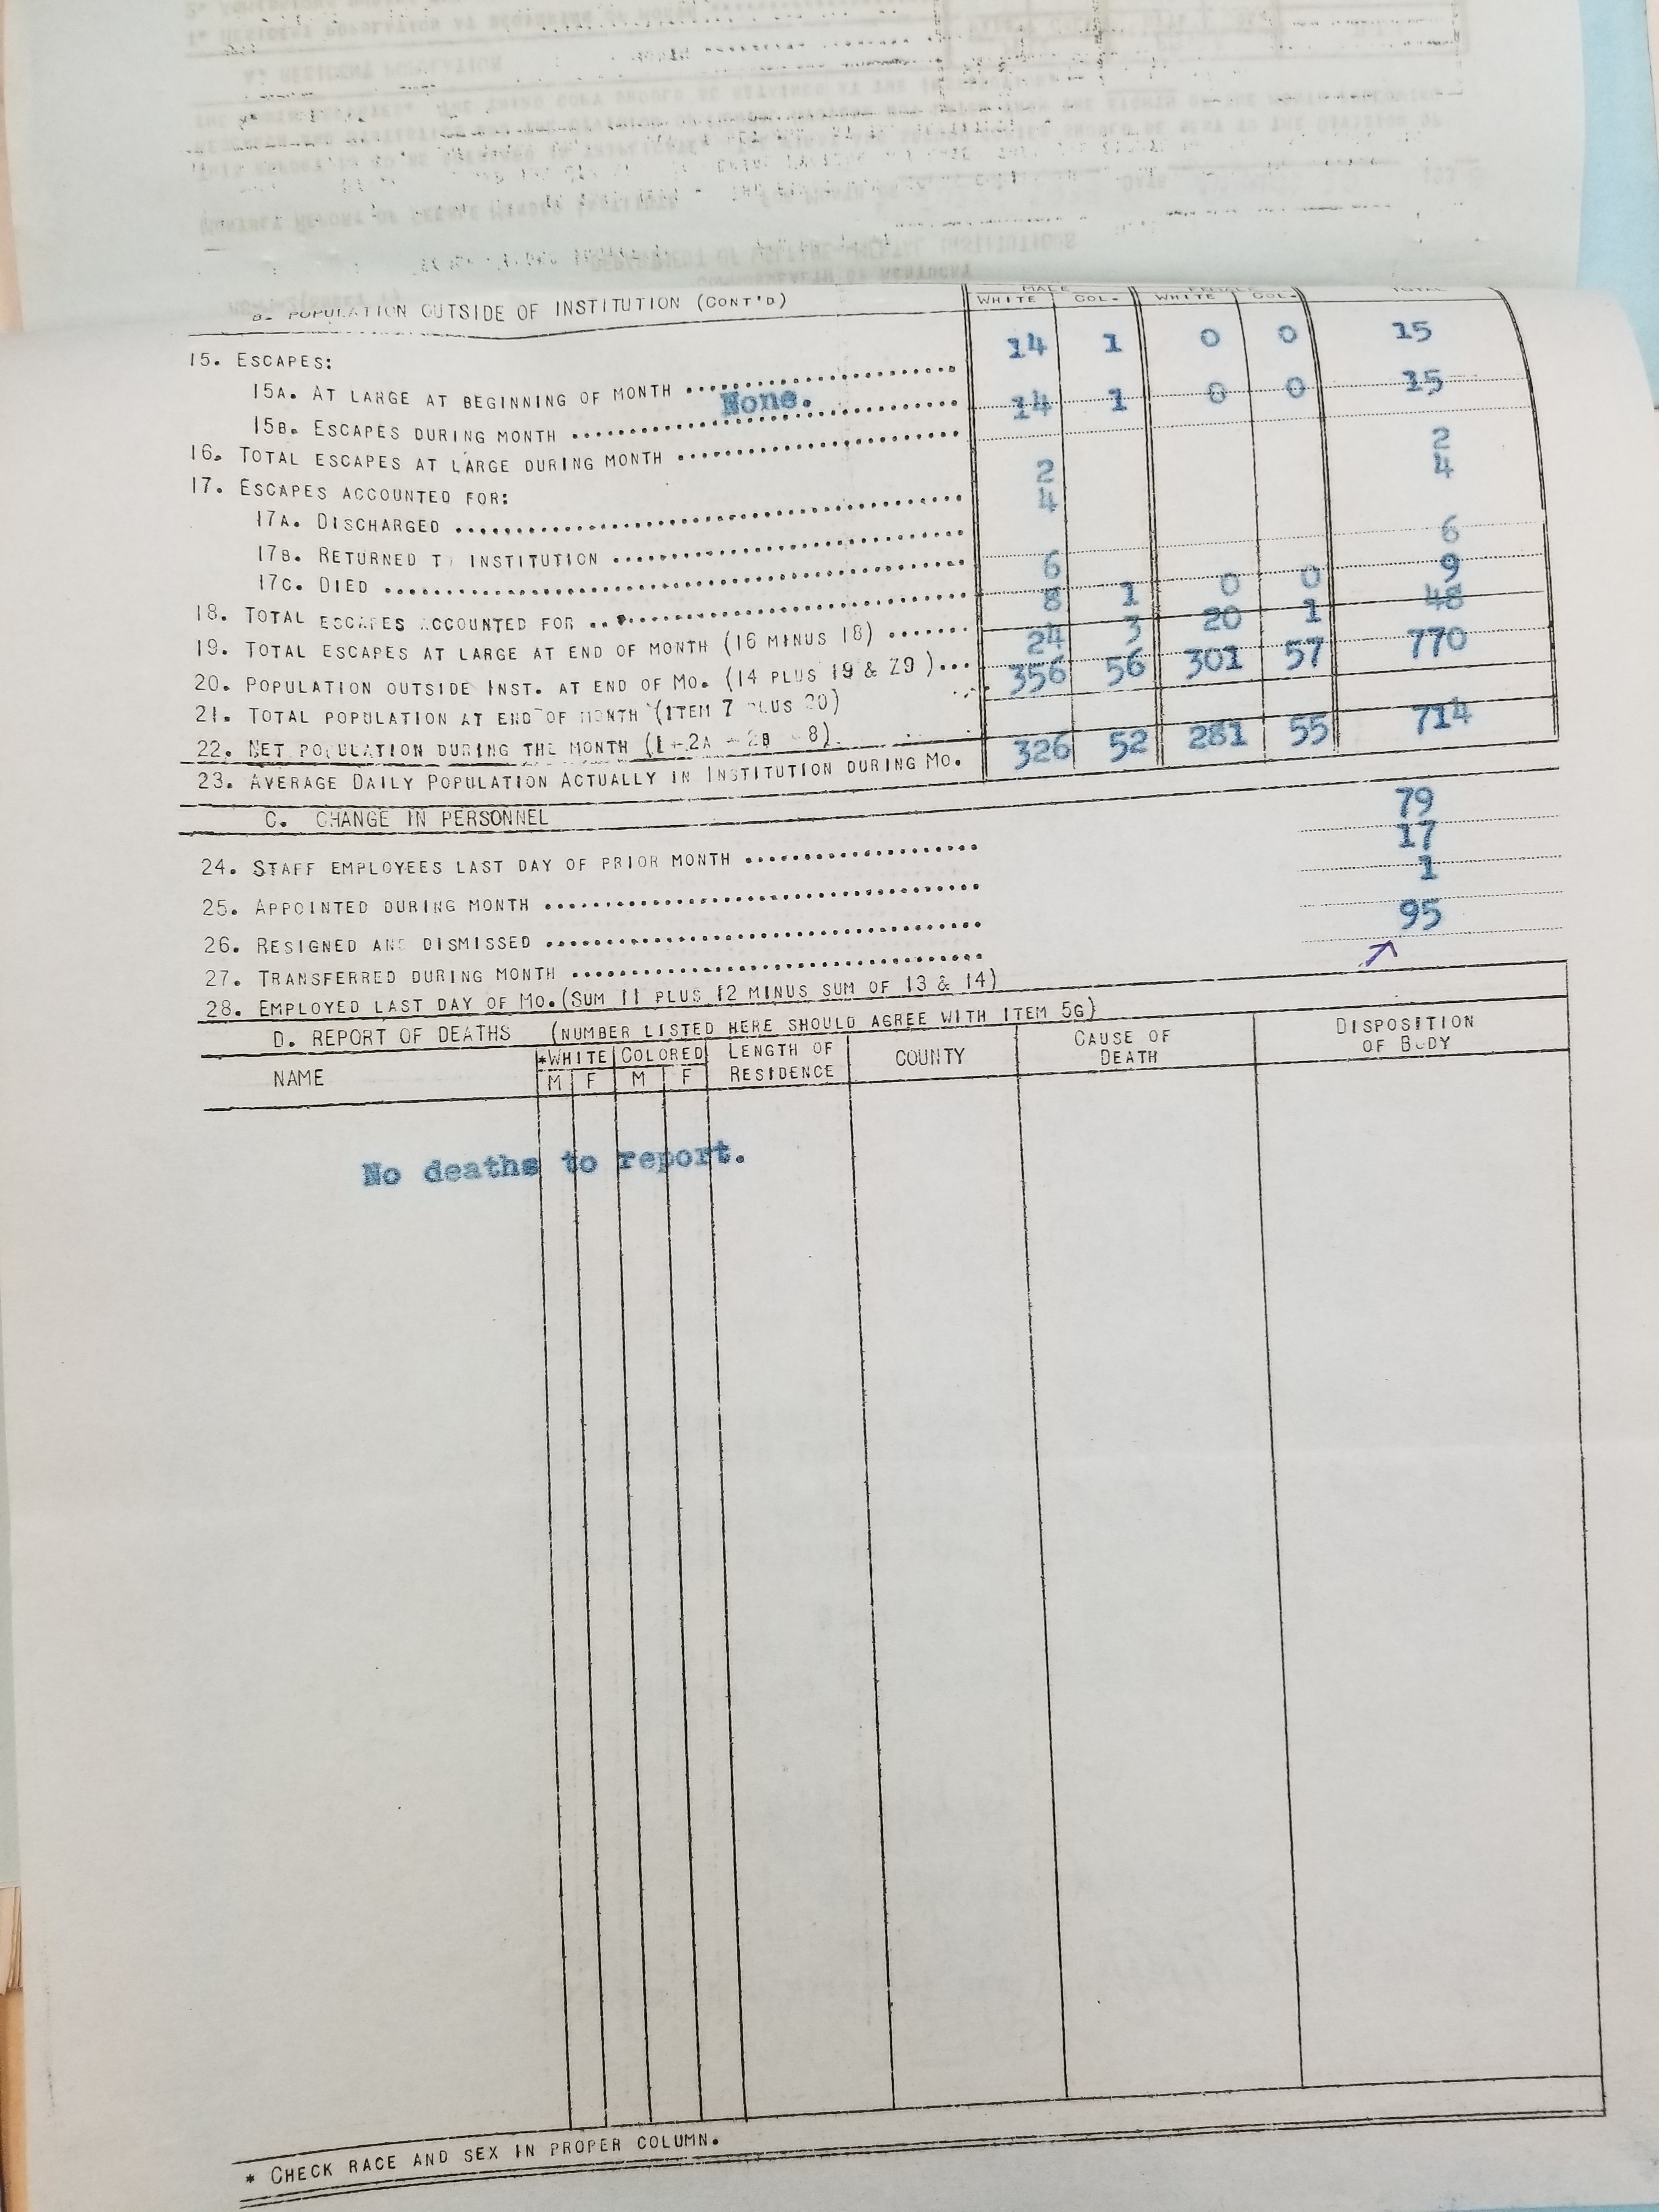 B. POPULATION OUTSIDE OF INSTITUTION (CONT'D)
MALE FEMALE TOTAL
WHITE COL- WHITE COL-
15. ESCAPES:
14 1 0 0 15
15A. AT LARGE AT BEGINNING OF MONTH
None.
14 1 0 0 15
15B. ESCAPES DURING MONTH
16. TOTAL ESCAPES AT LARGE DURING MONTH
17. ESCAPES ACCOUNTED FOR:
2 2
17A. DISCHARGED
4 4
17B. RETURNED TO INSTITUTION
17C. DIED
6 6
18. TOTAL ESCAPES ACCOUNTED FOR
8 1 0 0 9
19. TOTAL ESCAPES AT LARGE AT END OF MONTH (16 MINUS 18)
24 3 20 1 48
20. POPULATION OUTSIDE INST. AT END OF MO. (14 PLUS 19 & 29)...
356 56 301 57 770
21. TOTAL POPULATION AT END OF MONTH (ITEM 7 PLUS 20)
22. NET POPULATION DURING THE MONTH (1+2A - 2B - 8)
326 52 281 55 714
23. AVERAGE DAILY POPULATION ACTUALLY IN INSTITUTION DURING MO.
C. CHANGE IN PERSONNEL
79
24. STAFF EMPLOYEES LAST DAY OF PRIOR MONTH
17
25. APPOINTED DURING MONTH
1
26. RESIGNED AND DISMISSED
95
27. TRANSFERRED DURING MONTH
28. EMPLOYED LAST DAY OF MO. (SUM 11 PLUS 12 MINUS SUM OF 13 & 14)
D. REPORT OF DEATHS (NUMBER LISTED HERE SHOULD AGREE WITH ITEM 5G)
NAME
*WHITE COLORED
M F M F
LENGTH OF RESIDENCE
COUNTY
CAUSE OF DEATH
DISPOSITION OF BODY
No deaths to report.
* CHECK RACE AND SEX IN PROPER COLUMN.